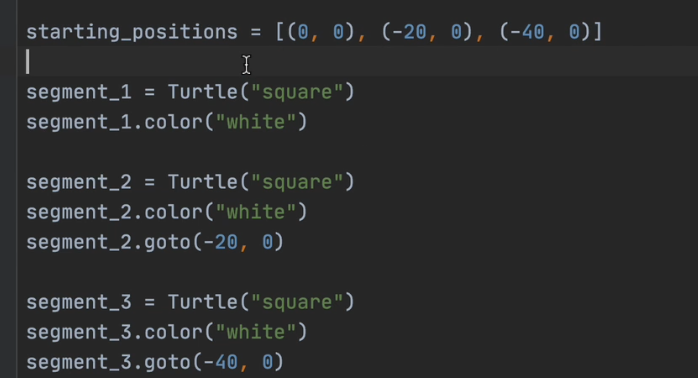 starting_positions = [(0, 0), (-20, 0), (-40, 0)]
segment_1 = Turtle("square")
segment_1.color("white")
segment_2 = Turtle("square")
segment_2.color("white")
segment_2.goto(-20, 0)
segment_3 = Turtle("square")
segment_3.color("white")
segment_3.goto(-40, 0)